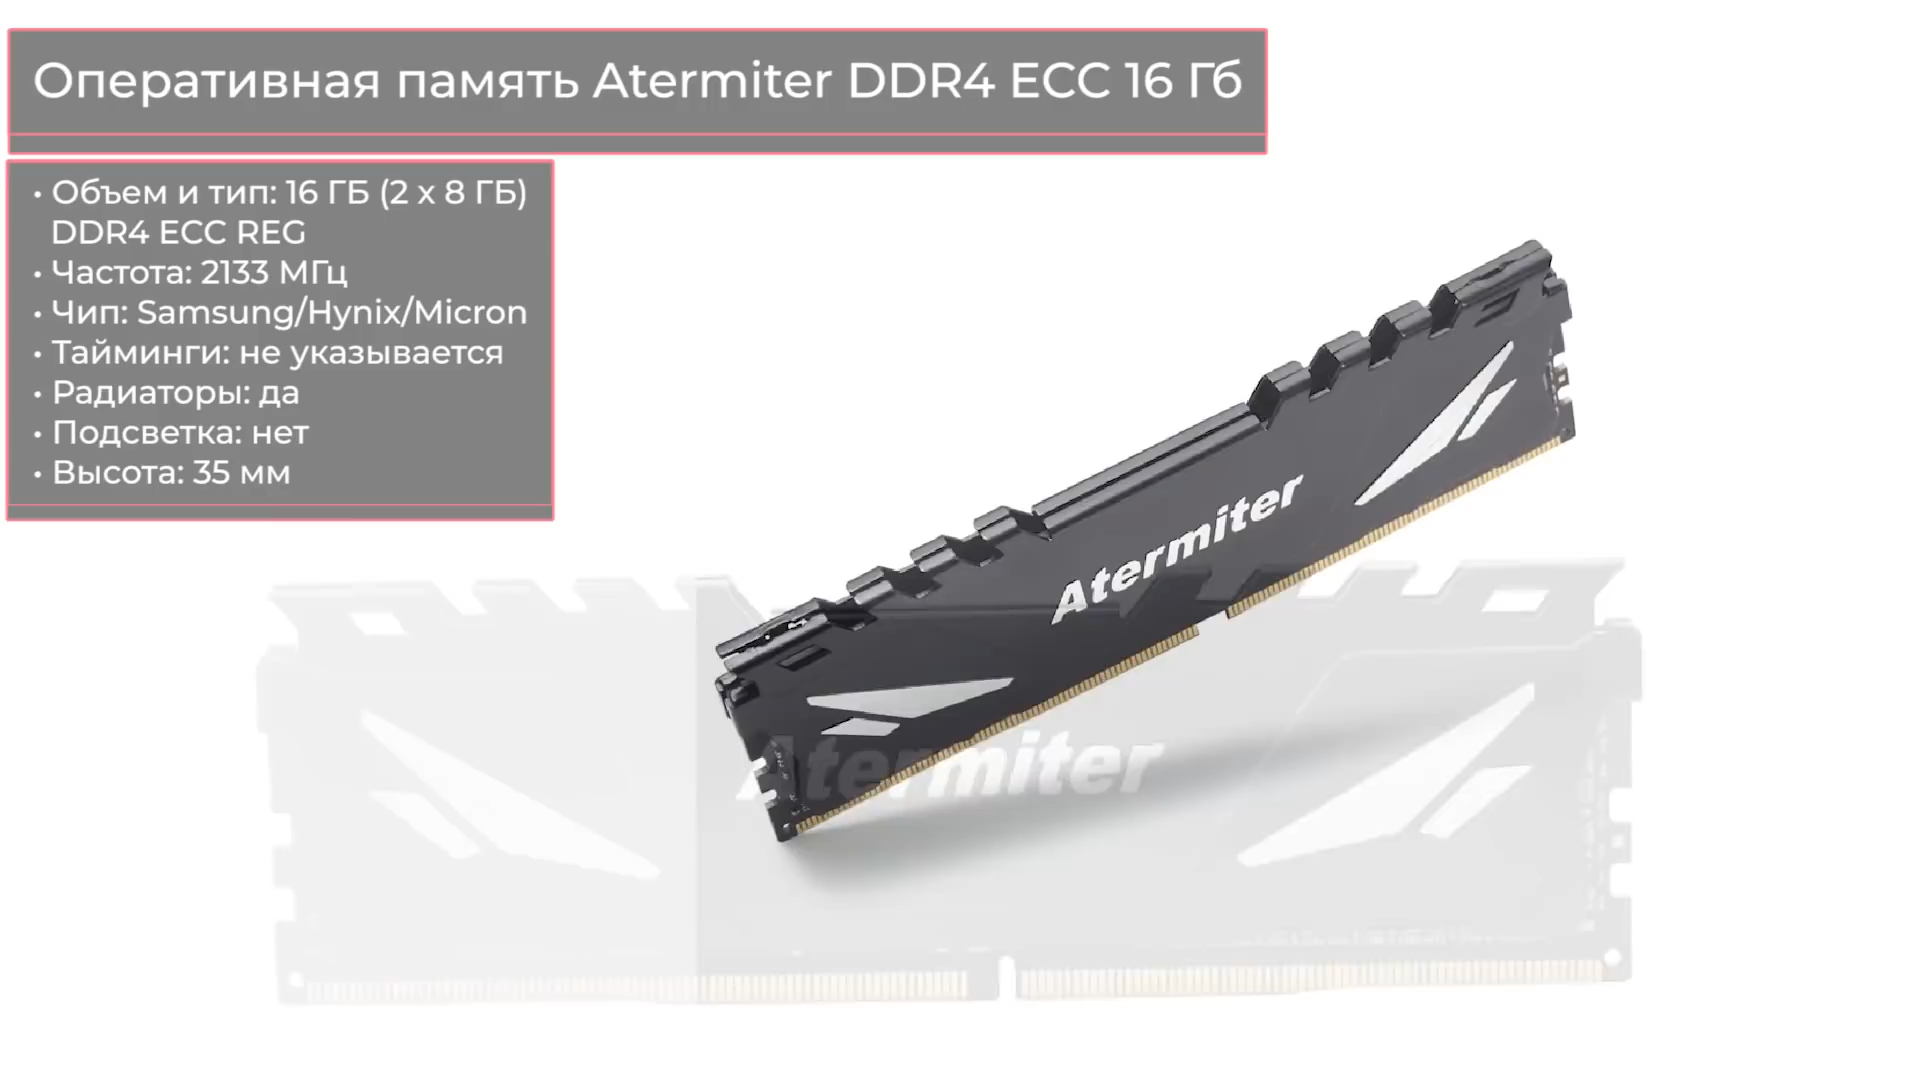 Оперативная память Atermiter DDR4 ECC 16 Гб
• Объем и тип: 16 ГБ (2 x 8 ГБ)
DDR4 ECC REG
• Частота: 2133 МГц
• Чип: Samsung/Hynix/Micron
• Тайминги: не указывается
• Радиаторы: да
• Подсветка: нет
• Высота: 35 мм
Atermiter
Atermiter